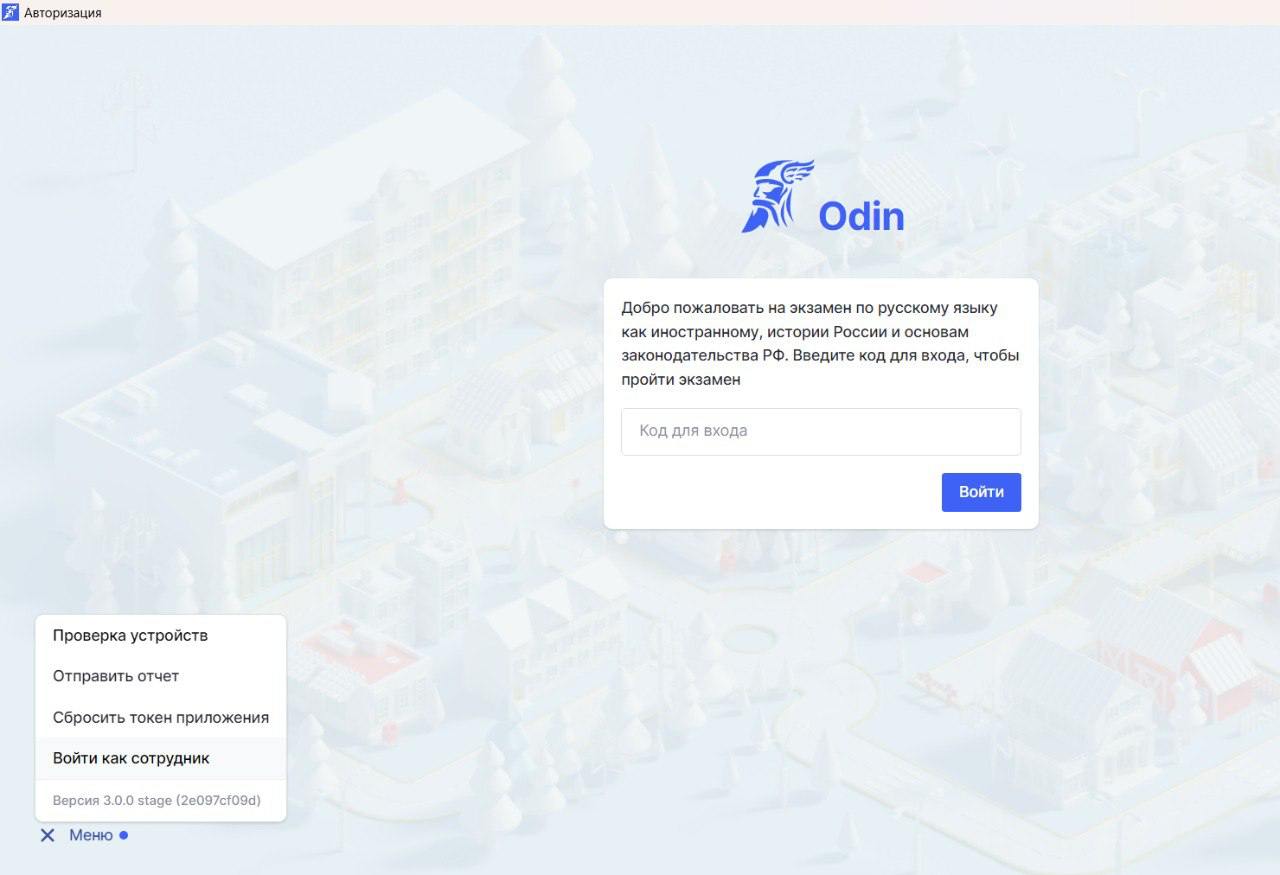 Авторизация
Odin
Добро пожаловать на экзамен по русскому языку
как иностранному, истории России и основам
законодательства РФ. Введите код для входа, чтобы
пройти экзамен
Код для входа
Войти
Проверка устройств
Отправить отчет
Сбросить токен приложения
Войти как сотрудник
Версия 3.0.0 stage (2e097cf09d)
Меню